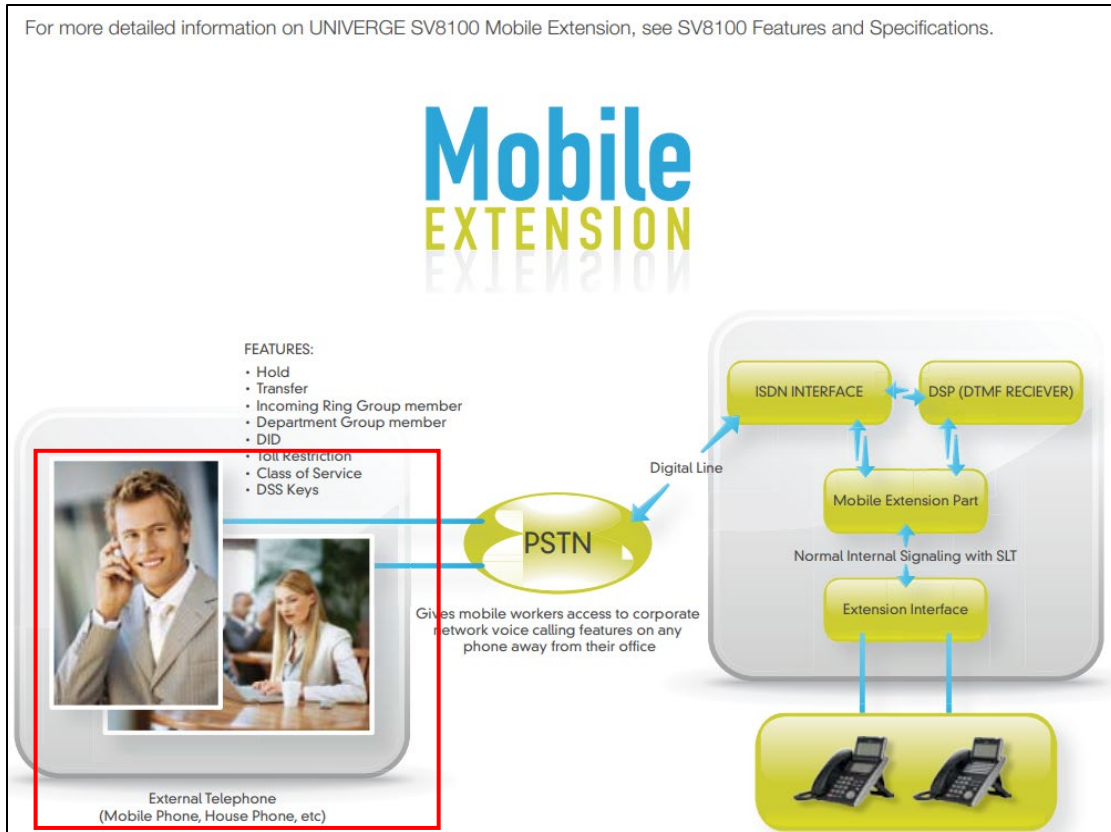 For more detailed information on UNIVERGE SV8100 Mobile Extension, see SV8100 Features and Specifications.
Mobile
EXTENSION
FEATURES:
• Hold
• Transfer
• Incoming Ring Group member
• Department Group member
• DID
• Toll Restriction
• Class of Service
• DSS Keys
ISDN INTERFACE
DSP (DTMF RECIEVER)
Digital Line
Mobile Extension Part
PSTN
Normal Internal Signaling with SLT
Gives mobile workers access to corporate
network voice calling features on any
phone away from their office
Extension Interface
External Telephone
(Mobile Phone, House Phone, etc)